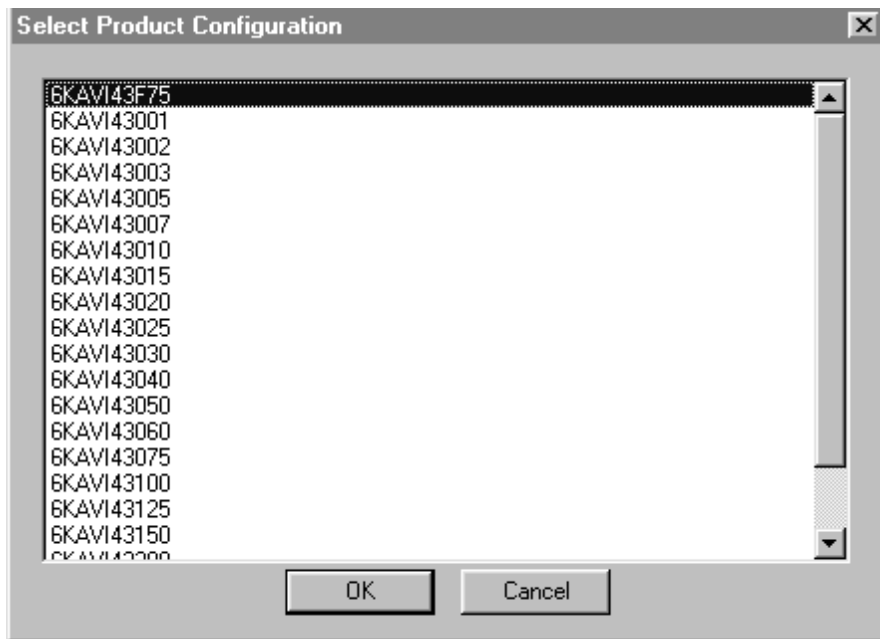 Select Product Configuration
6KAVI43F75
6KAVI43001
6KAVI43002
6KAVI43003
6KAVI43005
6KAVI43007
6KAVI43010
6KAVI43015
6KAVI43020
6KAVI43025
6KAVI43030
6KAVI43040
6KAVI43050
6KAVI43060
6KAVI43075
6KAVI43100
6KAVI43125
6KAVI43150
OK Cancel